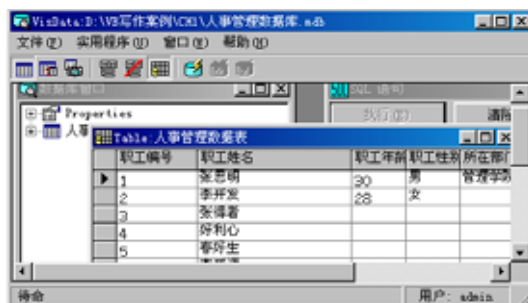 VisData:D:\VB写作案例\CH1\人事管理数据库.mdb
文件(F) 实用程序(U) 窗口(W) 帮助(H)
数据库窗口
SQL 语句
Properties
执行(E)
清除
人事
Table:人事管理数据表
职工编号 职工姓名 职工年龄 职工性别 所在部门
1 张思明 30 男 管理学
2 李开发 28 女
3 张得者
4 好利心
5 春好生
待命
用户: admin